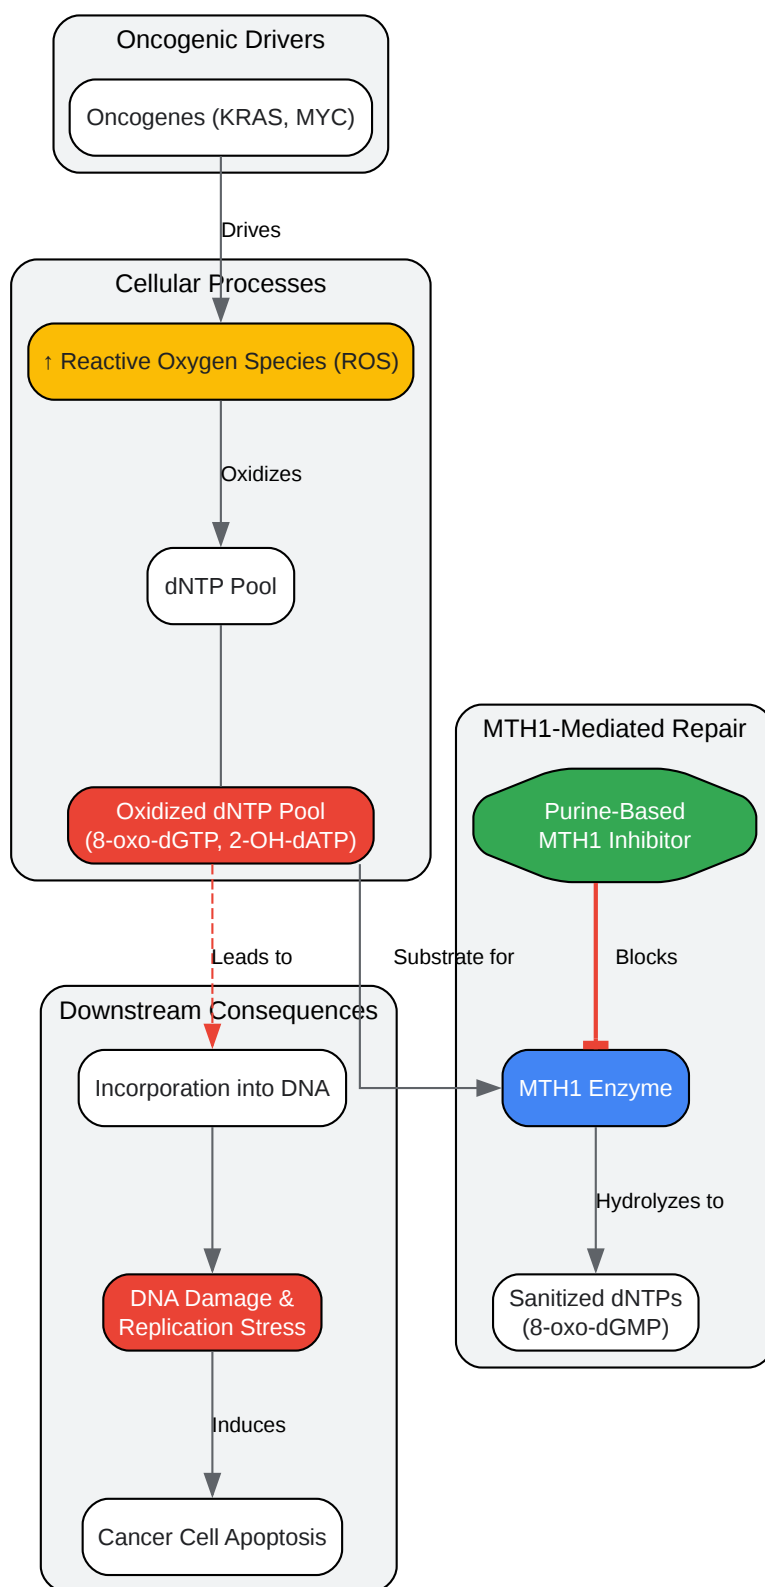 Oncogenic Drivers
Oncogenes (KRAS, MYC)
Drives
Cellular Processes
↑ Reactive Oxygen Species (ROS)
Oxidizes
dNTP Pool
Oxidized dNTP Pool
(8-oxo-dGTP, 2-OH-dATP)
MTH1-Mediated Repair
Purine-Based
MTH1 Inhibitor
Leads to
Substrate for
Blocks
Downstream Consequences
Incorporation into DNA
MTH1 Enzyme
Hydrolyzes to
DNA Damage &
Replication Stress
Sanitized dNTPs
(8-oxo-dGMP)
Induces
Cancer Cell Apoptosis